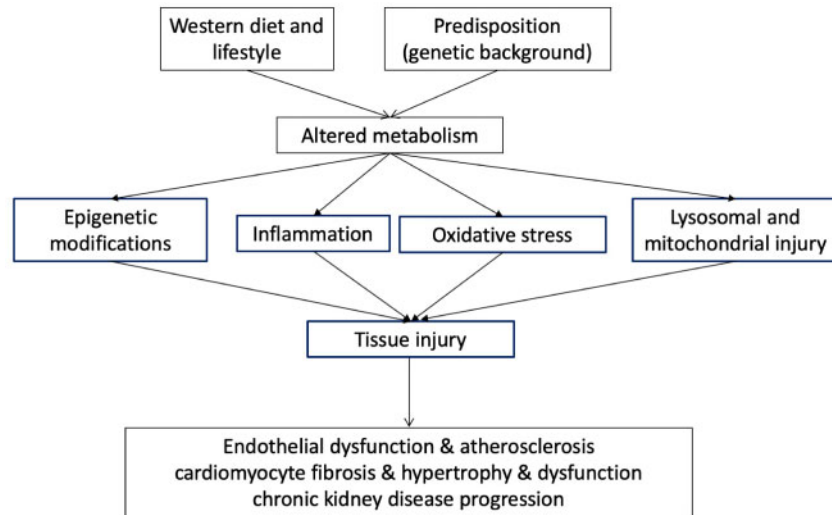 Western diet and
lifestyle
Predisposition
(genetic background)
Altered metabolism
Epigenetic
modifications
Inflammation
Oxidative stress
Lysosomal and
mitochondrial injury
Tissue injury
Endothelial dysfunction & atherosclerosis
cardiomyocyte fibrosis & hypertrophy & dysfunction
chronic kidney disease progression